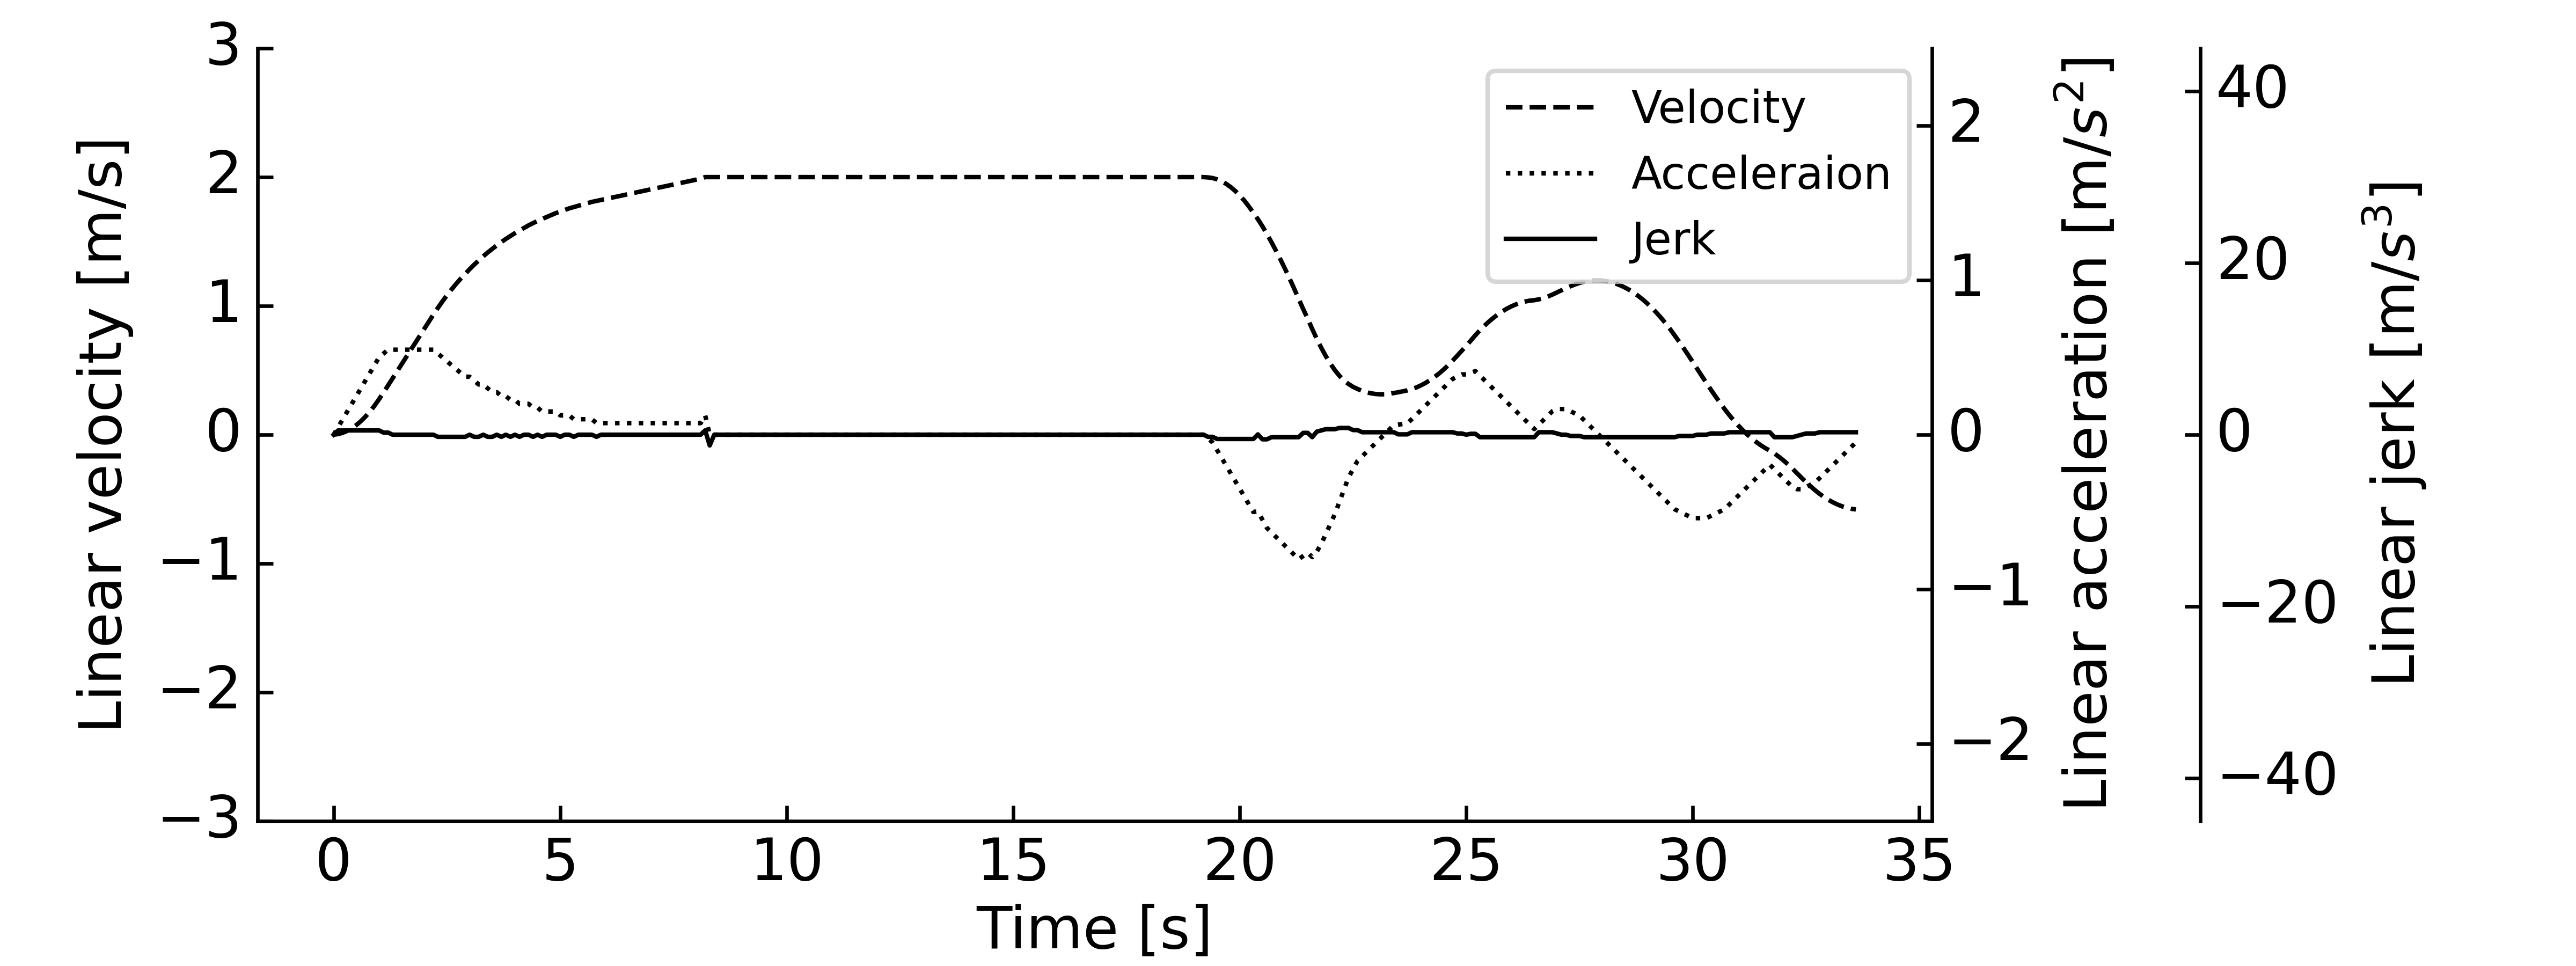 Linear velocity [m/s]
3
2
1
0
−1
−2
−3
0 5 10 15 20 25 30 35
Time [s]
Velocity
Acceleraion
Jerk
2
1
0
−1
−2
Linear acceleration [m/s²]
40
20
0
−20
−40
Linear jerk [m/s³]